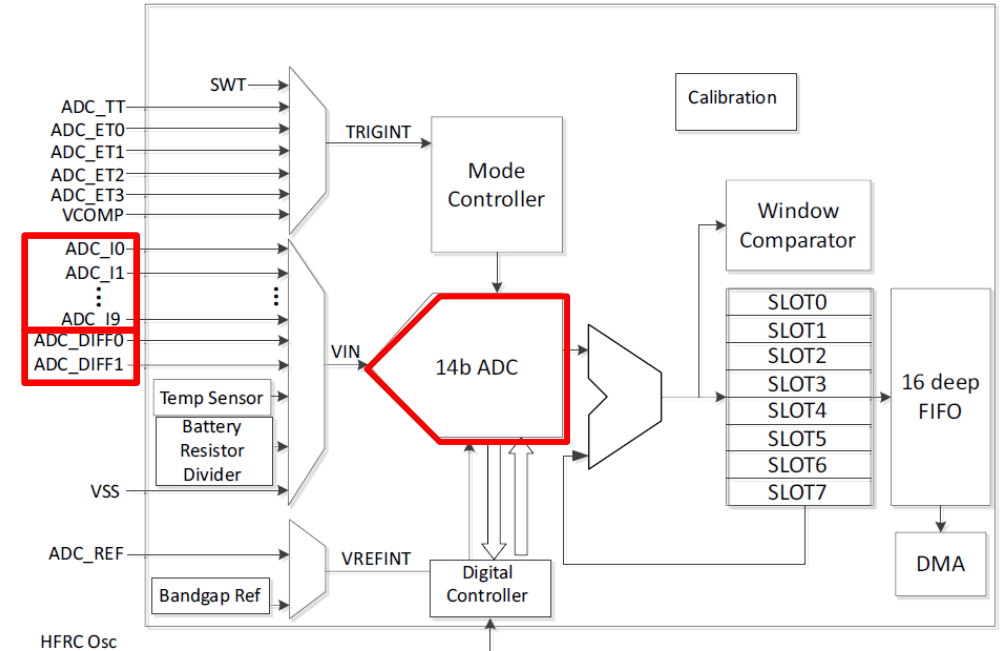 SWT
ADC_TT
ADC_ET0
ADC_ET1
ADC_ET2
ADC_ET3
VCOMP
TRIGINT
Mode
Controller
Calibration
Window
Comparator
ADC_I0
ADC_I1
ADC_I9
ADC_DIFF0
ADC_DIFF1
Temp Sensor
Battery
Resistor
Divider
VSS
VIN
14b ADC
SLOT0
SLOT1
SLOT2
SLOT3
SLOT4
SLOT5
SLOT6
SLOT7
16 deep
FIFO
DMA
ADC_REF
Bandgap Ref
VREFINT
Digital
Controller
HFRC Osc